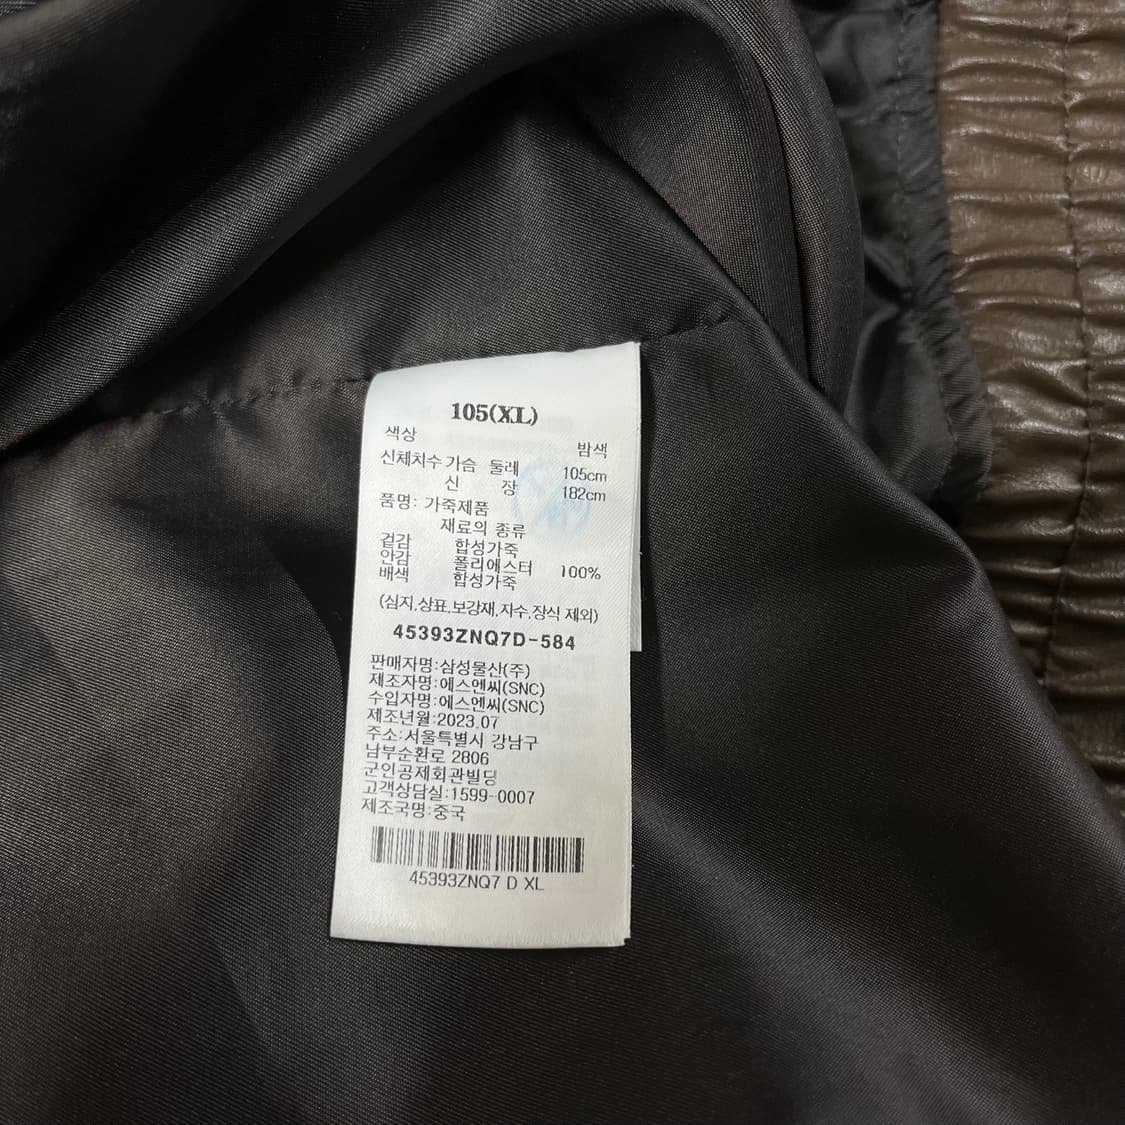 105(XL)
색상 밤색
신체치수 가슴 둘레 105cm
신 장 182cm
품명: 가죽제품
재료의 종류
겉감 합성가죽
안감 폴리에스터 100%
배색 합성가죽
(심지,상표,보강재,자수,장식 제외)
45393ZNQ7D-584
판매자명:삼성물산(주)
제조자명:에스엔씨(SNC)
수입자명:에스엔씨(SNC)
제조년월:2023.07
주소:서울특별시 강남구
남부순환로 2806
군인공제회관빌딩
고객상담실:1599-0007
제조국명:중국
45393ZNQ7 D XL